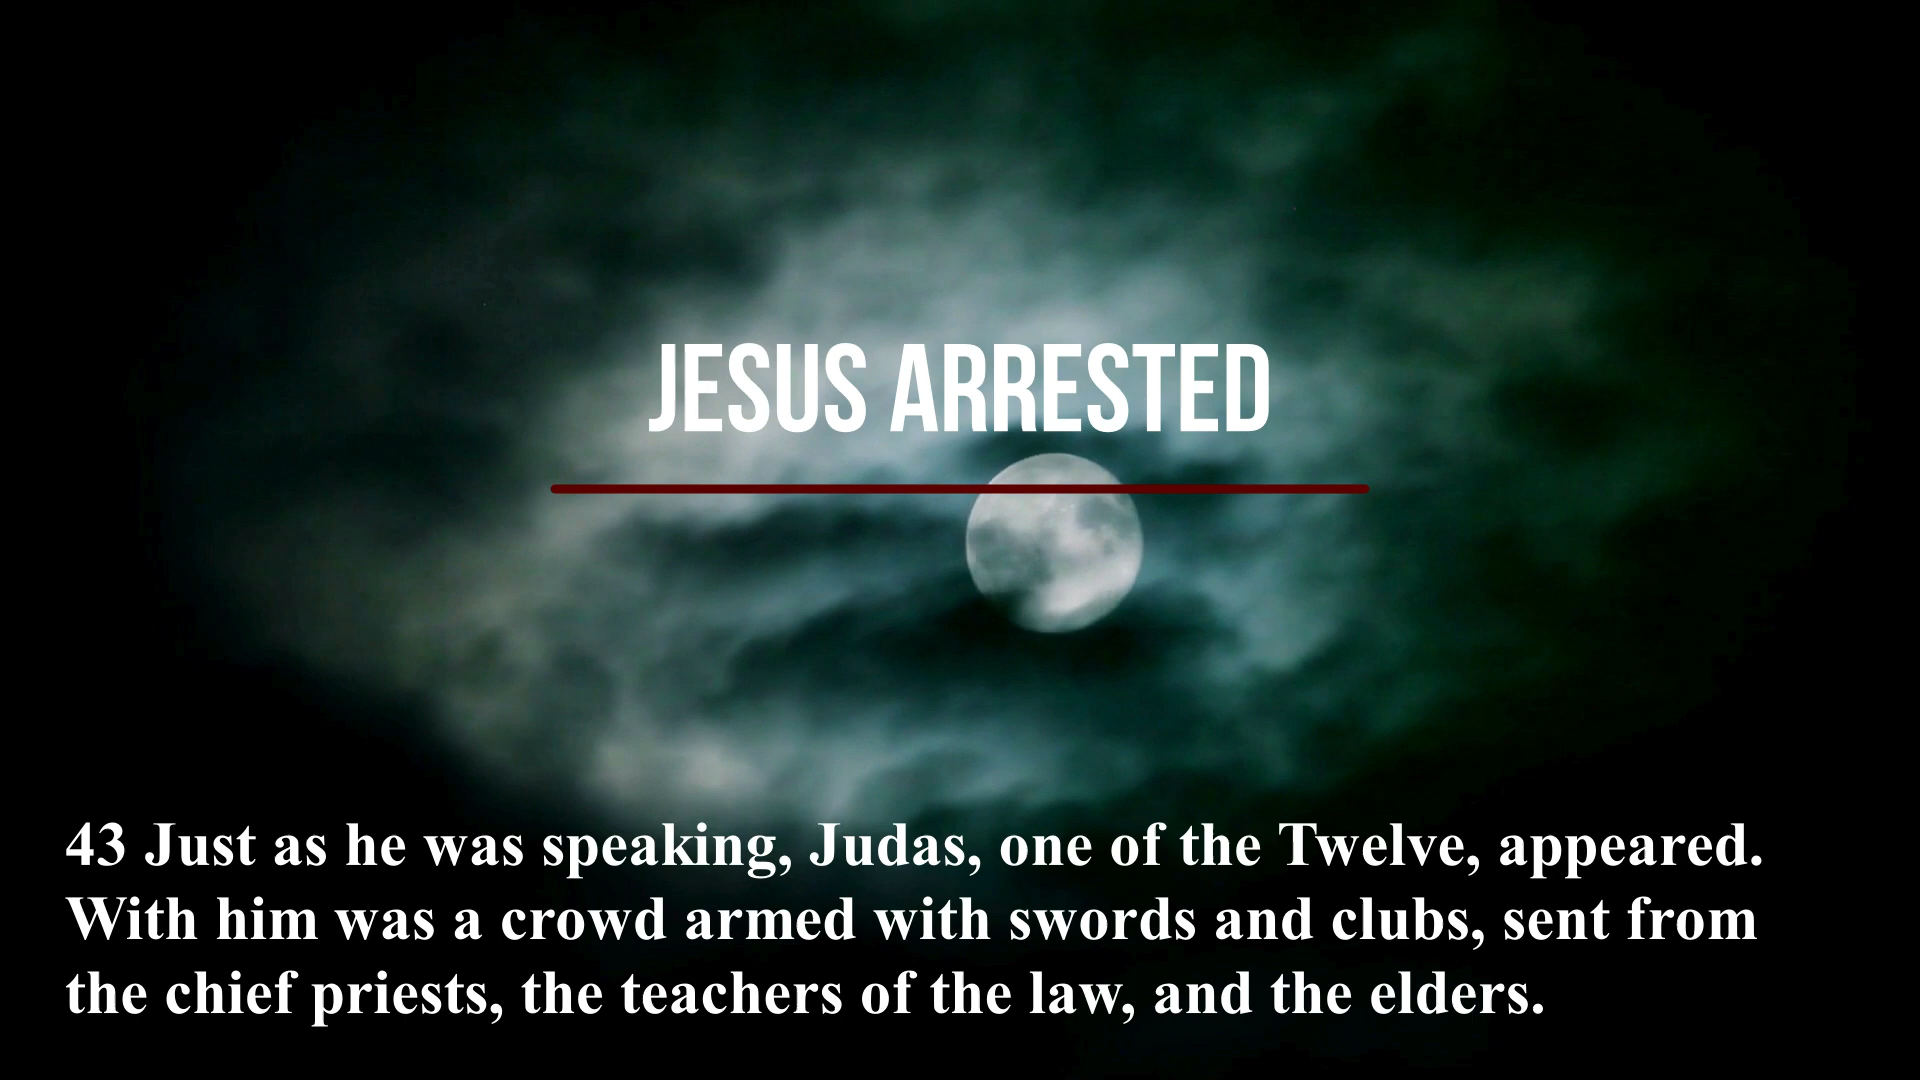 JESUS ARRESTED
43 Just as he was speaking, Judas, one of the Twelve, appeared.
With him was a crowd armed with swords and clubs, sent from
the chief priests, the teachers of the law, and the elders.